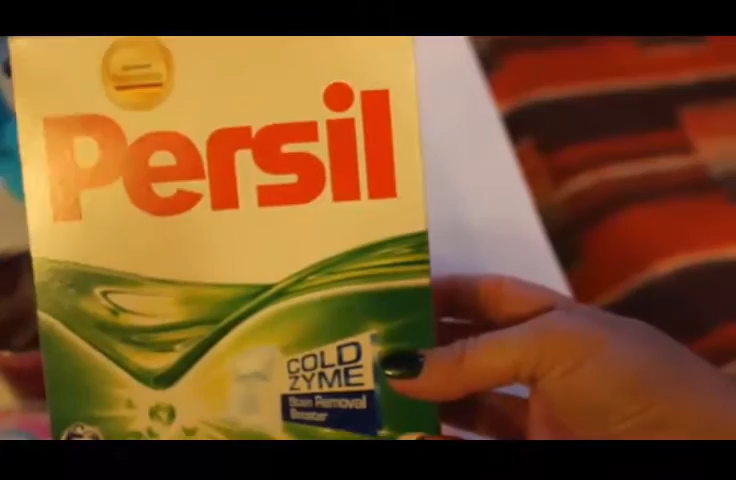 Persil
COLD
ZYME
Stain Removal
Booster